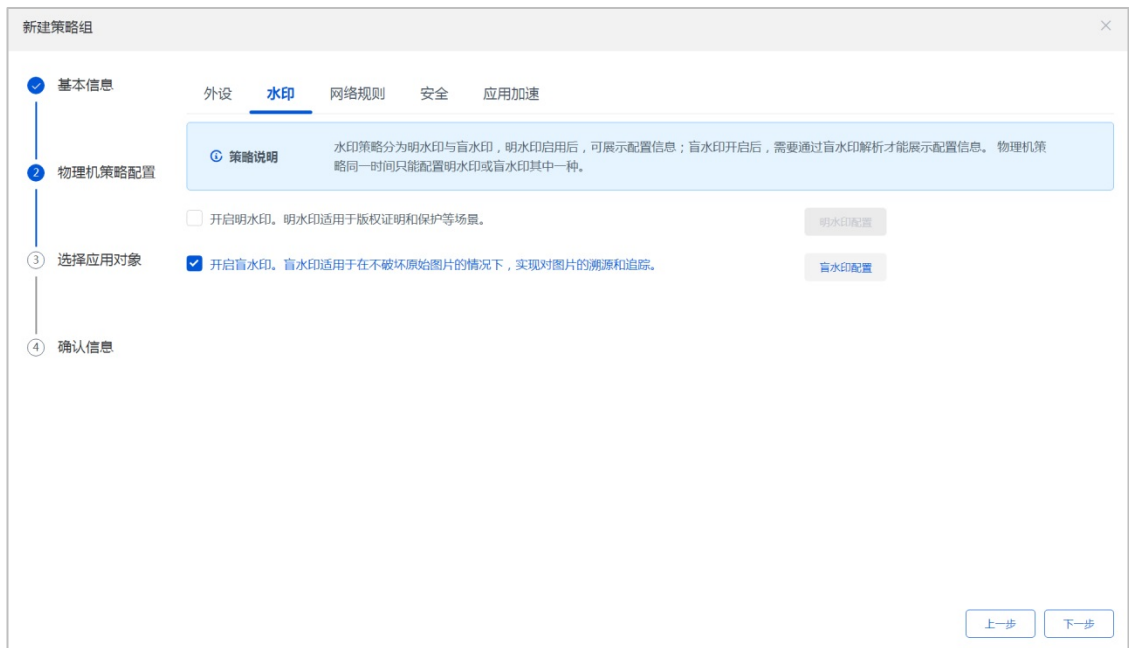 新建策略组
基本信息
外设 水印 网络规则 安全 应用加速
策略说明
水印策略分为明水印与盲水印，明水印启用后，可展示配置信息；盲水印开启后，需要通过盲水印解析才能展示配置信息。 物理机策
略同一时间只能配置明水印或盲水印其中一种。
2 物理机策略配置
开启明水印。明水印适用于版权证明和保护等场景。 明水印配置
3 选择应用对象
开启盲水印。盲水印适用于在不破坏原始图片的情况下，实现对图片的溯源和追踪。 盲水印配置
4 确认信息
上一步 下一步